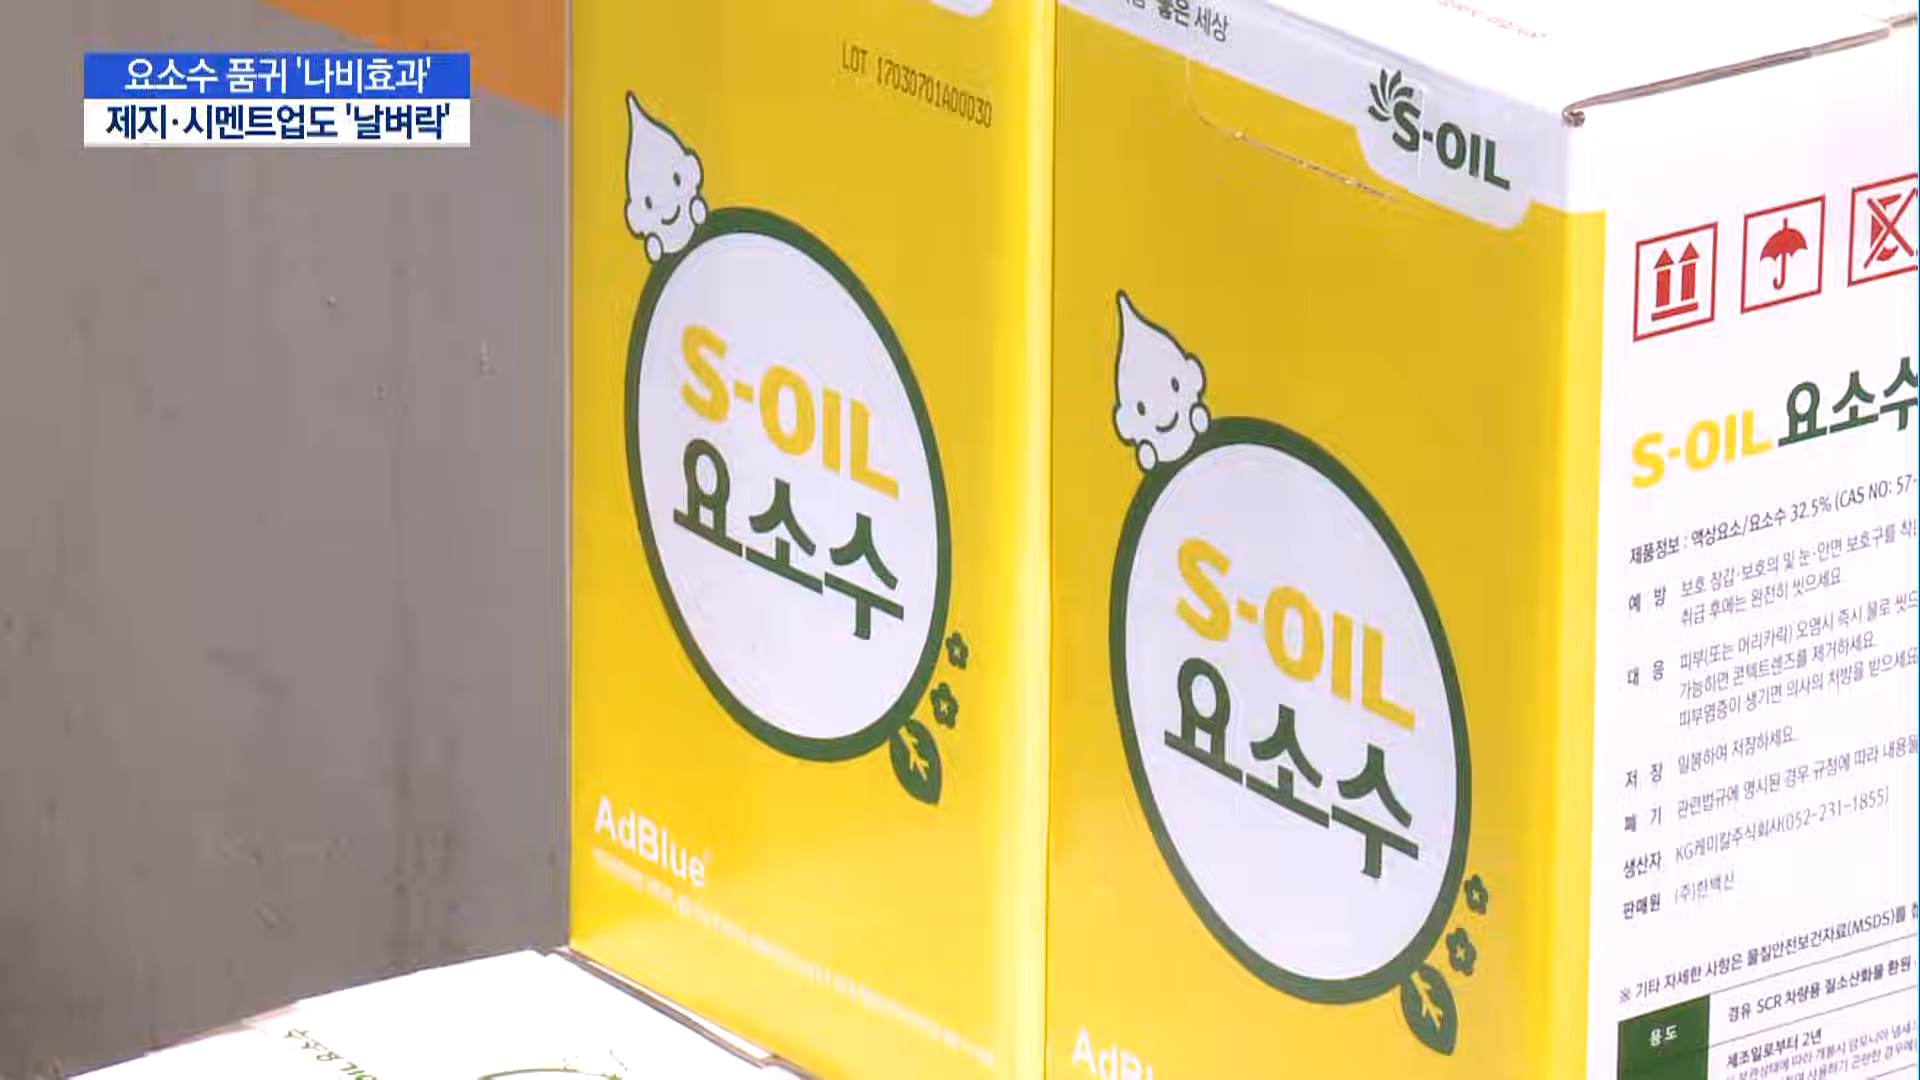 요소수 품귀 '나비효과'
제지·시멘트업도 '날벼락'
LOT 17030701A00030
S-OIL
요소수
AdBlue
좋은 세상
S-OIL
S-OIL
요소수
AdBl
S-OIL 요소수
제품정보 : 액상요소/요소수 32.5% (CAS NO: 57-
예 방 보호 장갑·보호의 및 눈·안면 보호구를 착
취급 후에는 완전히 씻으세요
대 응 피부(또는 머리카락) 오염시 즉시 물로 씻으
가능하면 콘택트렌즈를 제거하세요.
피부염증이 생기면 의사의 처방을 받으세요
저 장 밀봉하여 저장하세요.
폐 기 관련법규에 명시된 경우 규정에 따라 내용물
생산자 KG케미칼주식회사(052-231-1855)
판매원 (주)한백신
※ 기타 자세한 사항은 물질안전보건자료(MSDS)를
용도 경유 SCR 차량용 질소산화물 환원
제조일로부터 2년